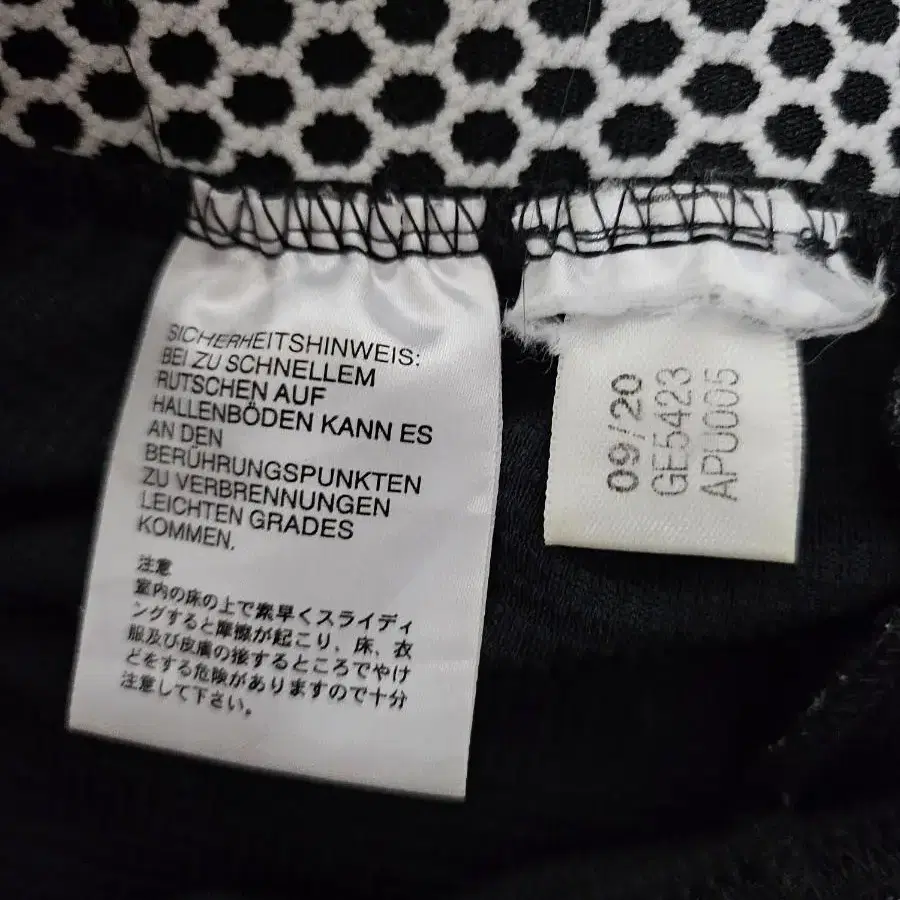 SICHERHEITSHINWEIS:
BEI ZU SCHNELLEM
RUTSCHEN AUF
HALLENBÖDEN KANN ES
AN DEN
BERÜHRUNGSPUNKTEN
ZU VERBRENNUNGEN
LEICHTEN GRADES
KOMMEN.
注意
室内の床の上で素早くスライディ
ングすると摩擦が起こり、床、衣
服及び皮膚の接するところでやけ
どをする危険がありますので十分
注意して下さい。
09/20
GE5423
APU005